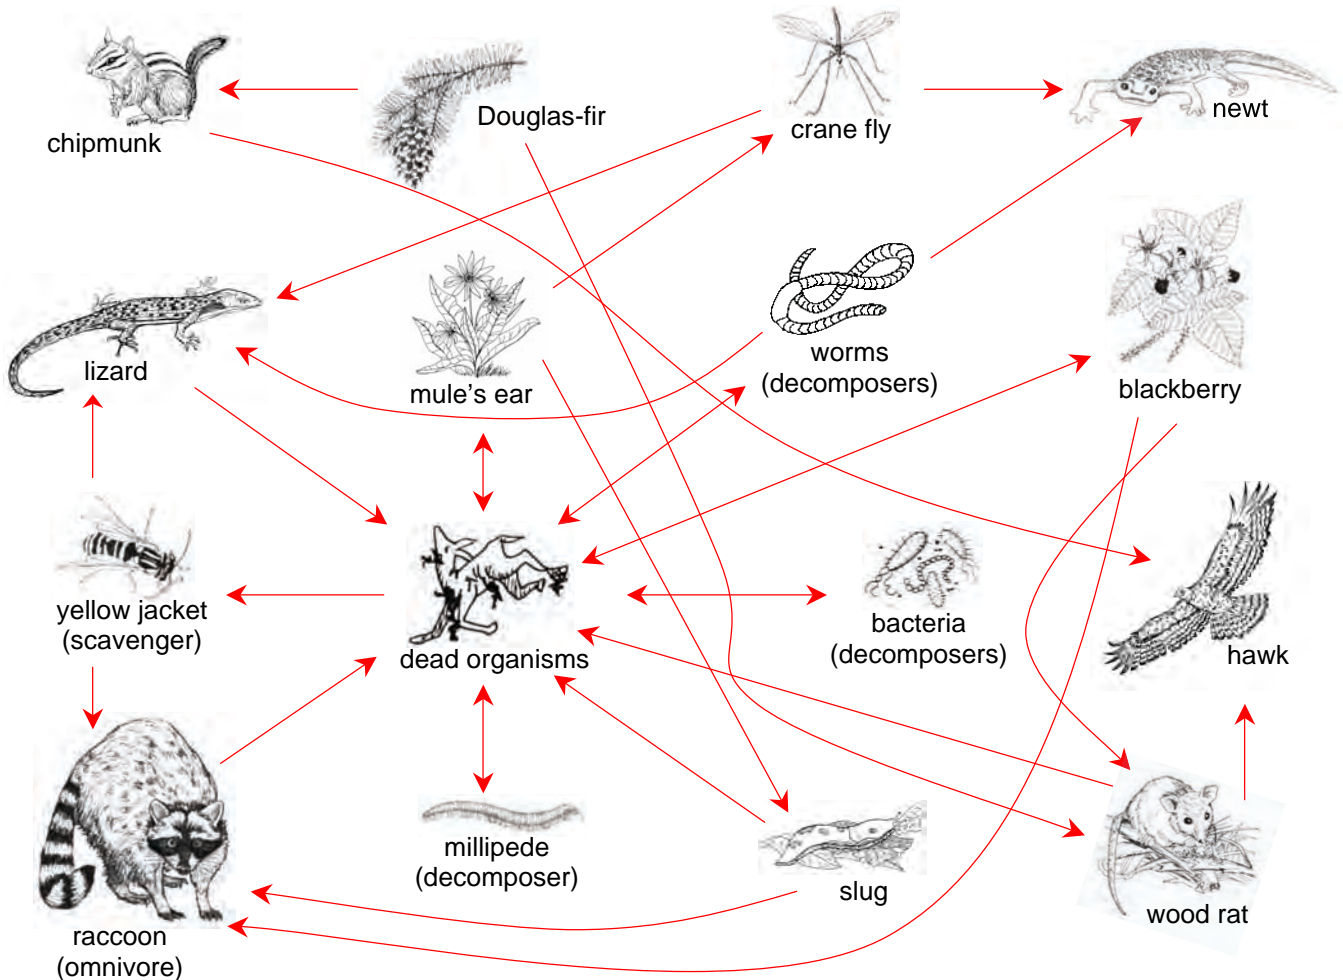 Douglas-fir
crane fly
newt
chipmunk
lizard
mule's ear
worms
(decomposers)
blackberry
yellow jacket
(scavenger)
dead organisms
bacteria
(decomposers)
hawk
millipede
(decomposer)
slug
wood rat
raccoon
(omnivore)